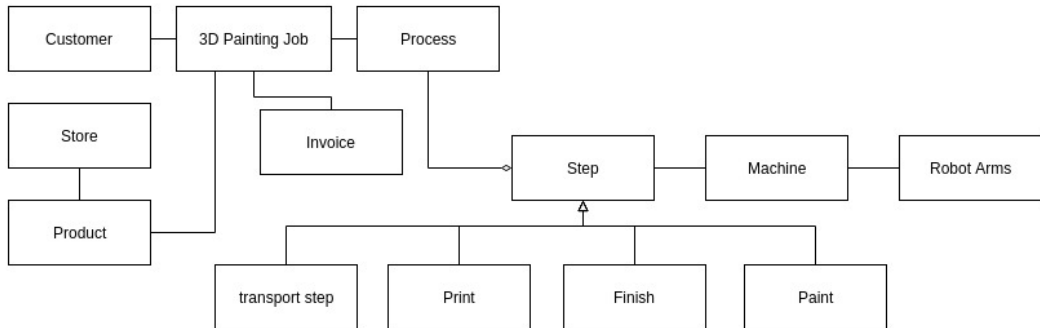 Customer
3D Painting Job
Process
Store
Invoice
Step
Machine
Robot Arms
Product
transport step
Print
Finish
Paint